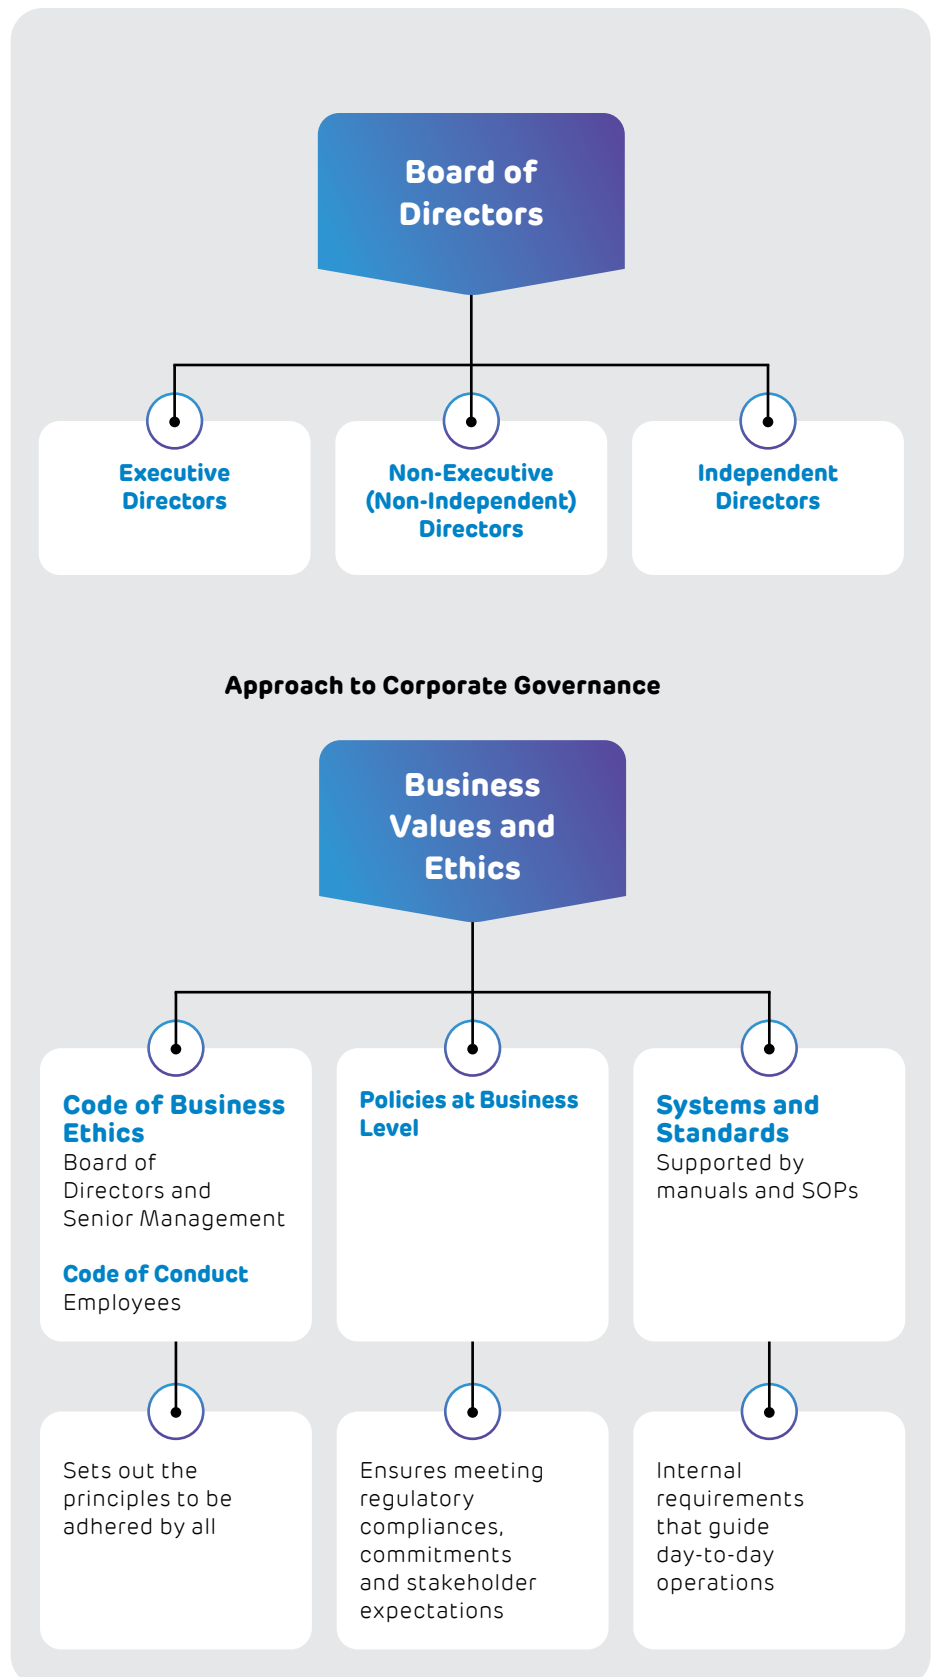 Board of
Directors
Executive
Directors
Non-Executive
(Non-Independent)
Directors
Independent
Directors
Approach to Corporate Governance
Business
Values and
Ethics
Code of Business
Ethics
Board of
Directors and
Senior Management
Code of Conduct
Employees
Policies at Business
Level
Systems and
Standards
Supported by
manuals and SOPs
Sets out the
principles to be
adhered by all
Ensures meeting
regulatory
compliances,
commitments
and stakeholder
expectations
Internal
requirements
that guide
day-to-day
operations